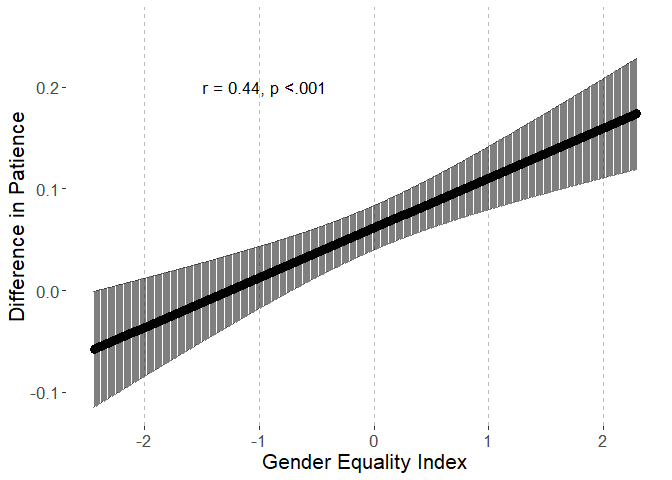 r = 0.44, p <.001
Difference in Patience
0.2
0.1
0.0
-0.1
-2 -1 0 1 2
Gender Equality Index